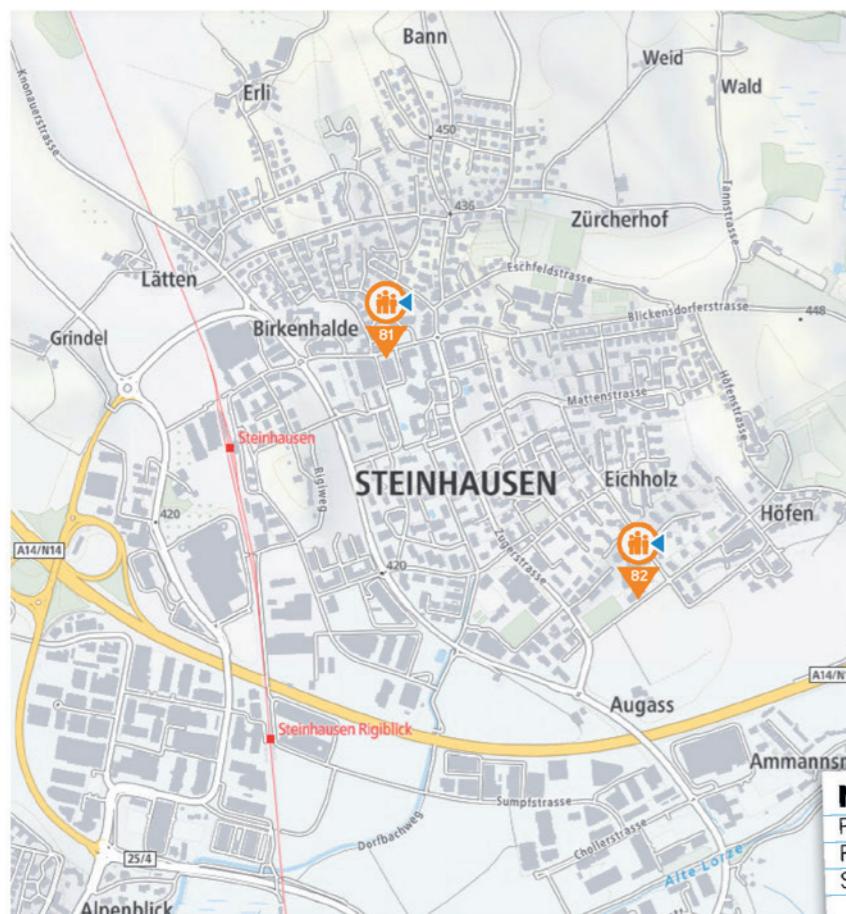 Bann
Weid
Wald
Erli
Knonauerstrasse
450
436
Zürcherhof
Tannstrasse
Lätten
Eschfeldstrasse
Blickensdorferstrasse
448
Birkenhalde
81
Grindel
Höfenstrasse
Mattenstrasse
Steinhausen
STEINHAUSEN
Eichholz
Rigiweg
Höfen
420
A14/N14
Zugerstrasse
420
82
A14/N1
Augass
Steinhausen Rigiblick
Ammannsm
Sumpfstrasse
Chollerstrasse
Dorfbachweg
25/4
Alte Lorze
Alpenblick